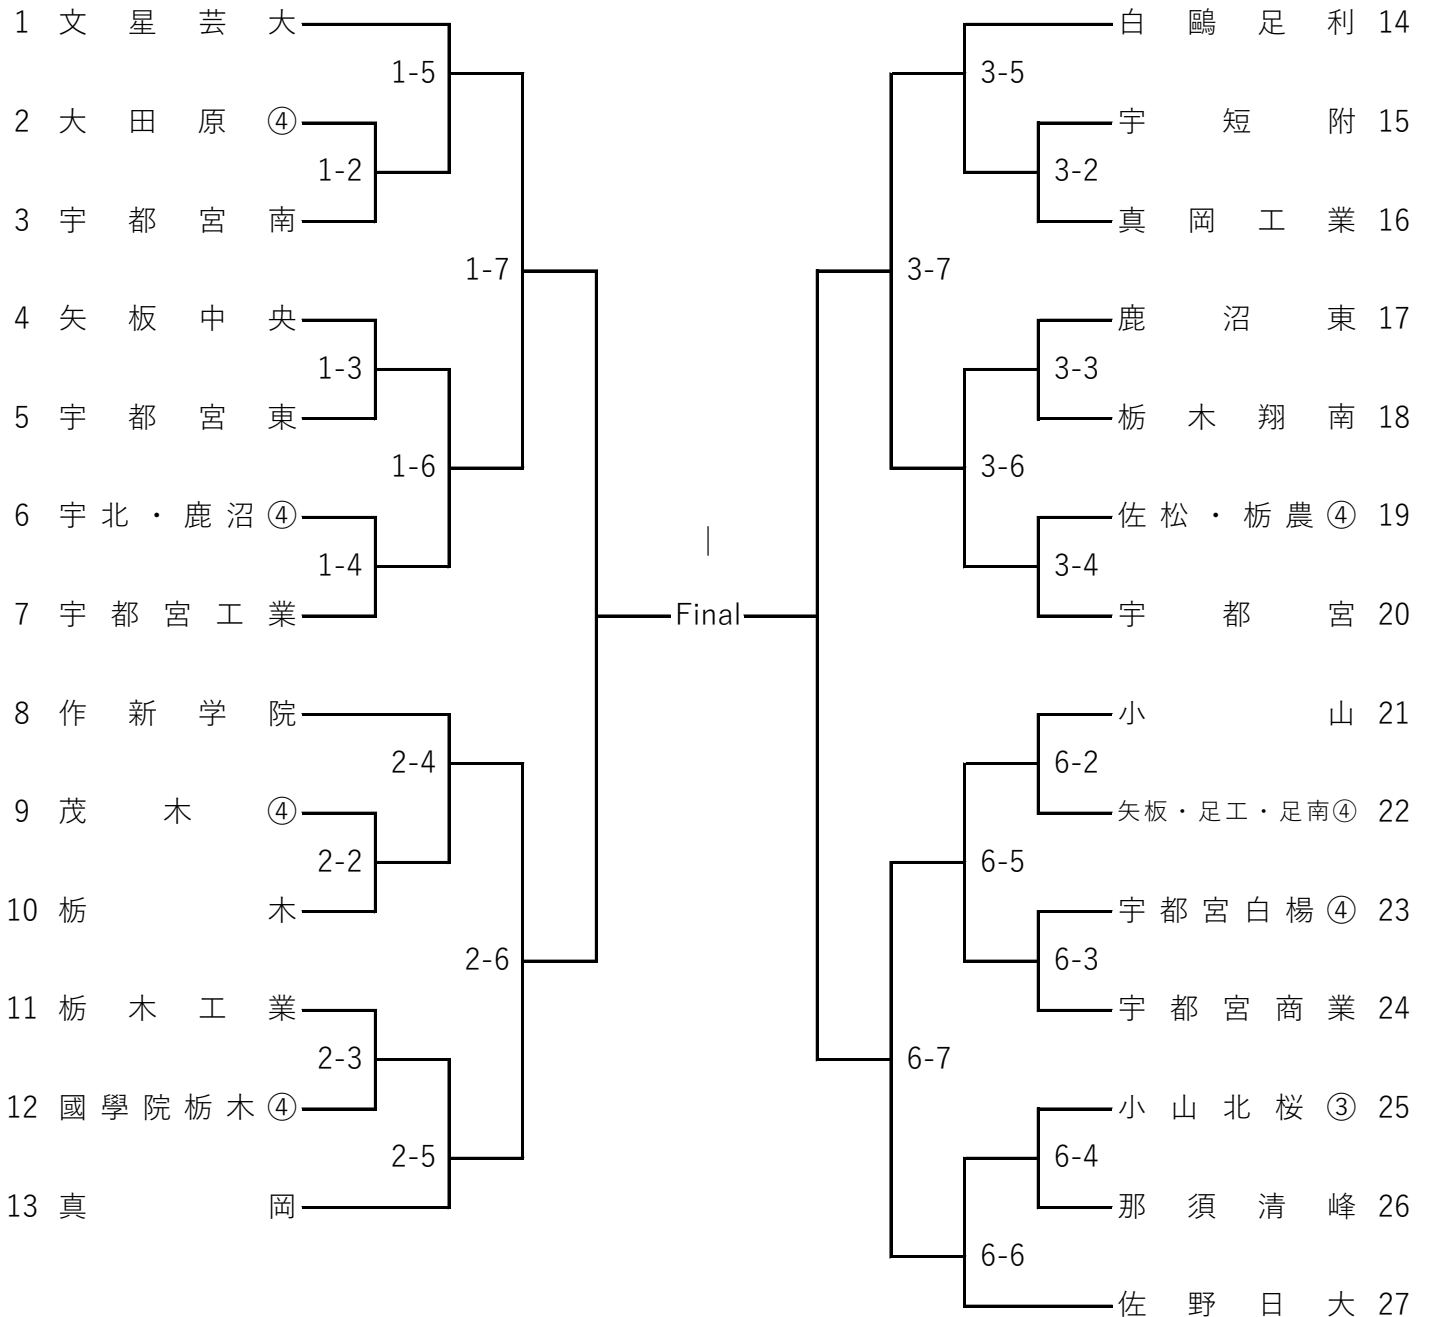 1 文星芸大
1-5
2 大田原④
1-2
3 宇都宮南
1-7
4 矢板中央
1-3
5 宇都宮東
1-6
6 宇北・鹿沼④
1-4
7 宇都宮工業
Final
8 作新学院
2-4
9 茂木④
2-2
10 栃木
2-6
11 栃木工業
2-3
12 國學院栃木④
2-5
13 真岡
白鷗足利 14
3-5
宇短附 15
3-2
真岡工業 16
3-7
鹿沼東 17
3-3
栃木翔南 18
3-6
佐松・栃農④ 19
3-4
宇都宮 20
小山 21
6-2
矢板・足工・足南④ 22
6-5
宇都宮白楊④ 23
6-3
宇都宮商業 24
6-7
小山北桜③ 25
6-4
那須清峰 26
6-6
佐野日大 27